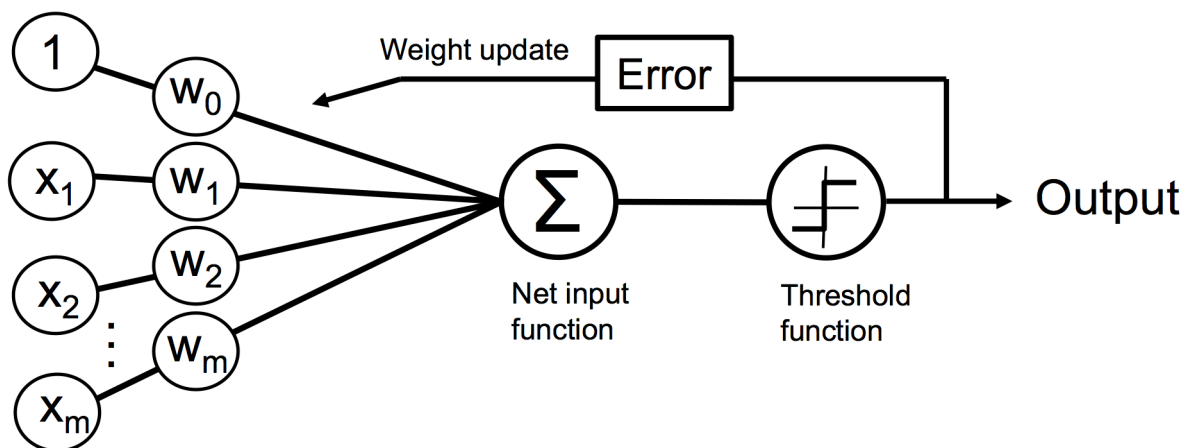 1
w0
x1
w1
x2
w2
⋮
xm
wm
Weight update
Error
Σ
Net input
function
Threshold
function
Output